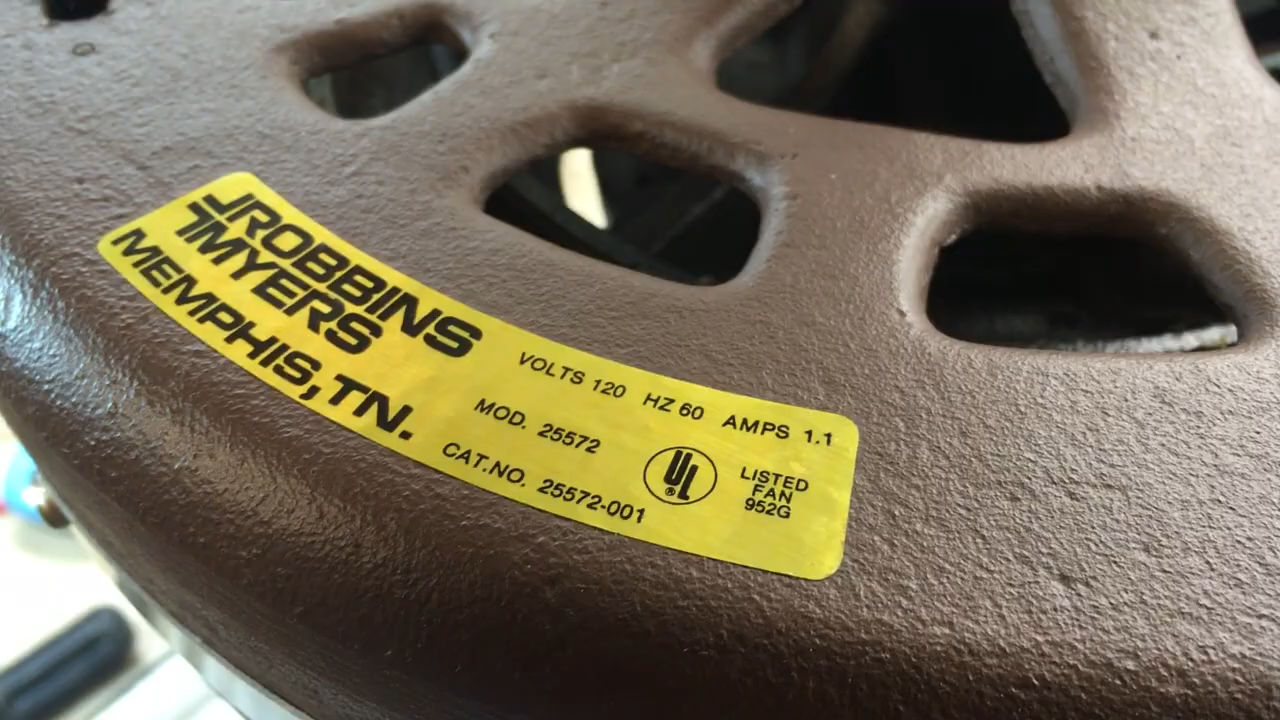 ROBBINS
MYERS
MEMPHIS, TN.
VOLTS 120 HZ 60 AMPS 1.1
MOD. 25572
CAT.NO. 25572-001
UL ®
LISTED
FAN
952G